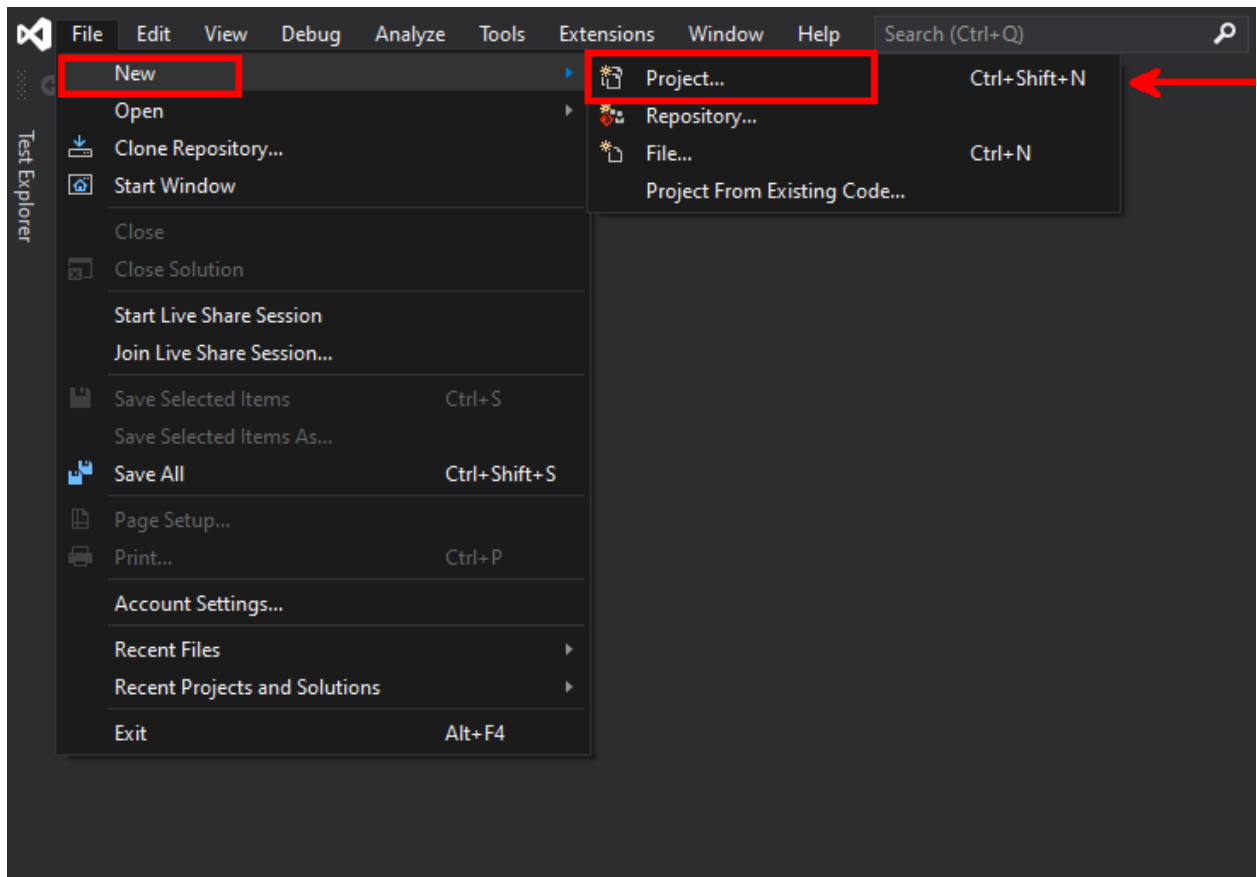 File Edit View Debug Analyze Tools Extensions Window Help Search (Ctrl+Q)
Test Explorer
New
Open
Clone Repository...
Start Window
Close
Close Solution
Start Live Share Session
Join Live Share Session...
Save Selected Items Ctrl+S
Save Selected Items As...
Save All Ctrl+Shift+S
Page Setup...
Print... Ctrl+P
Account Settings...
Recent Files
Recent Projects and Solutions
Exit Alt+F4
Project... Ctrl+Shift+N
Repository...
File... Ctrl+N
Project From Existing Code...